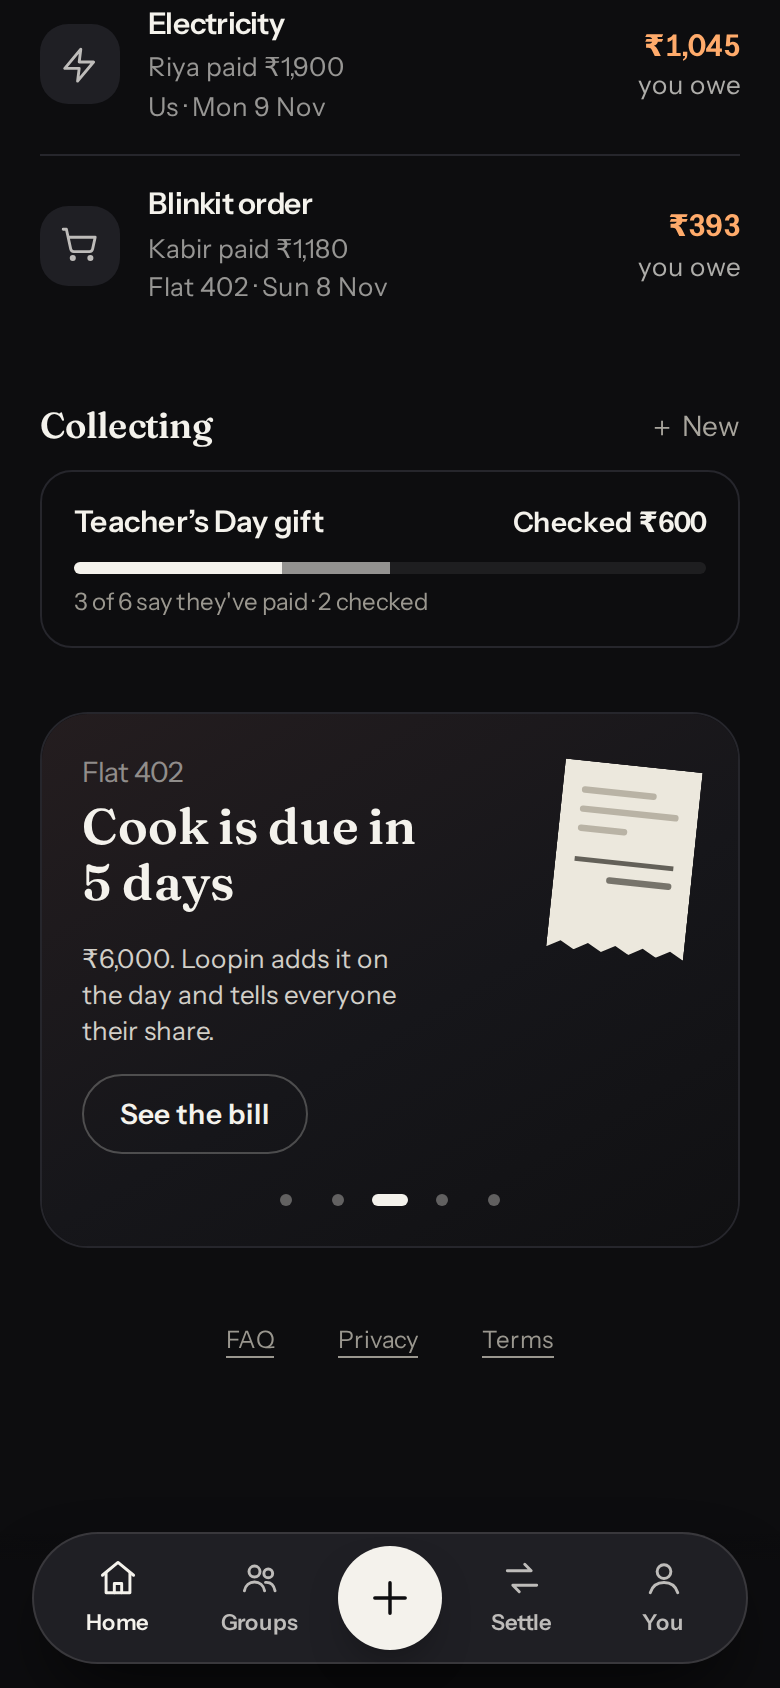 Electricity
₹1,045
Riya paid ₹1,900
you owe
Us · Mon 9 Nov
Blinkit order
₹393
Kabir paid ₹1,180
you owe
Flat 402 · Sun 8 Nov
Collecting
+ New
Teacher’s Day gift
Checked ₹600
3 of 6 say they've paid · 2 checked
Flat 402
Cook is due in
5 days
₹6,000. Loopin adds it on
the day and tells everyone
their share.
See the bill
FAQ
Privacy
Terms
Home
Groups
Settle
You